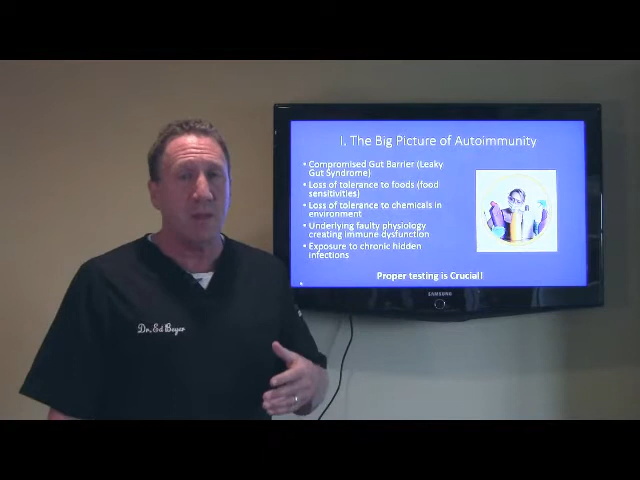 I. The Big Picture of Autoimmunity
• Compromised Gut Barrier (Leaky
Gut Syndrome)
• Loss of tolerance to foods (food
sensitivities)
• Loss of tolerance to chemicals in
environment
• Underlying faulty physiology
creating immune dysfunction
• Exposure to chronic hidden
infections
Proper testing is Crucial!
SAMSUNG
Dr. Ed Beyer